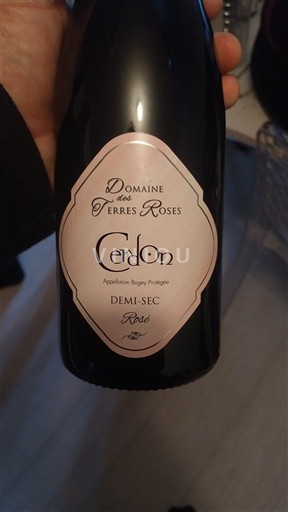 Domaine
des
Terres Roses
Cerdon
Appellation Bugey Protégée
DEMI-SEC
Rosé